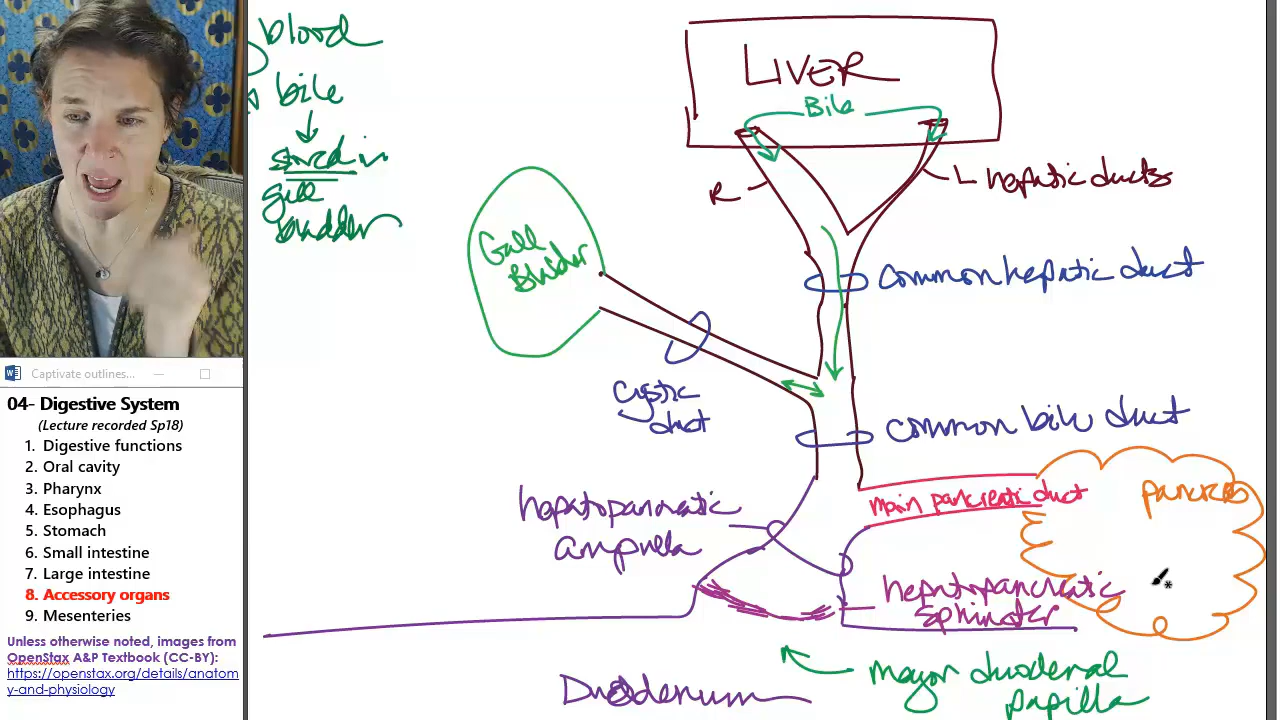 blood
bile
stored in
gall
bladder
LIVER
Bile
R
L hepatic ducts
Gall
Bladder
common hepatic duct
Cystic
duct
common bile duct
main pancreatic duct
pancreas
hepatopancreatic
ampulla
hepatopancreatic
sphincter
Duodenum
major duodenal
papilla
Captivate outlines...
04- Digestive System
(Lecture recorded Sp18)
1. Digestive functions
2. Oral cavity
3. Pharynx
4. Esophagus
5. Stomach
6. Small intestine
7. Large intestine
8. Accessory organs
9. Mesenteries
Unless otherwise noted, images from
OpenStax A&P Textbook (CC-BY):
https://openstax.org/details/anatom
y-and-physiology